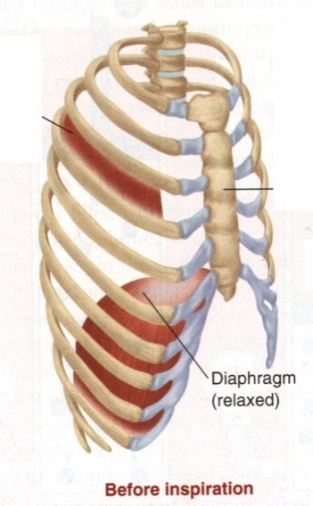 Diaphragm
(relaxed)
Before inspiration